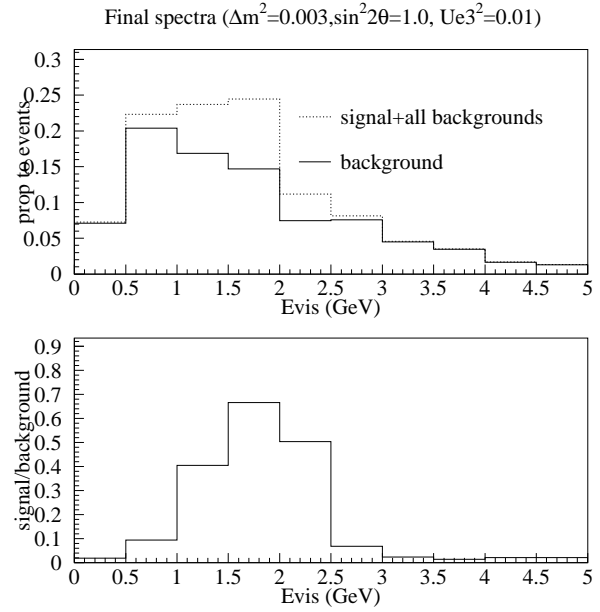 Final spectra (Δm²=0.003,sin²2θ=1.0, Ue3²=0.01)
0.3
0.25
0.2
0.15
0.1
0.05
0
prop to events
signal+all backgrounds
background
0 0.5 1 1.5 2 2.5 3 3.5 4 4.5 5
Evis (GeV)
0.9
0.8
0.7
0.6
0.5
0.4
0.3
0.2
0.1
0
signal/background
0 0.5 1 1.5 2 2.5 3 3.5 4 4.5 5
Evis (GeV)